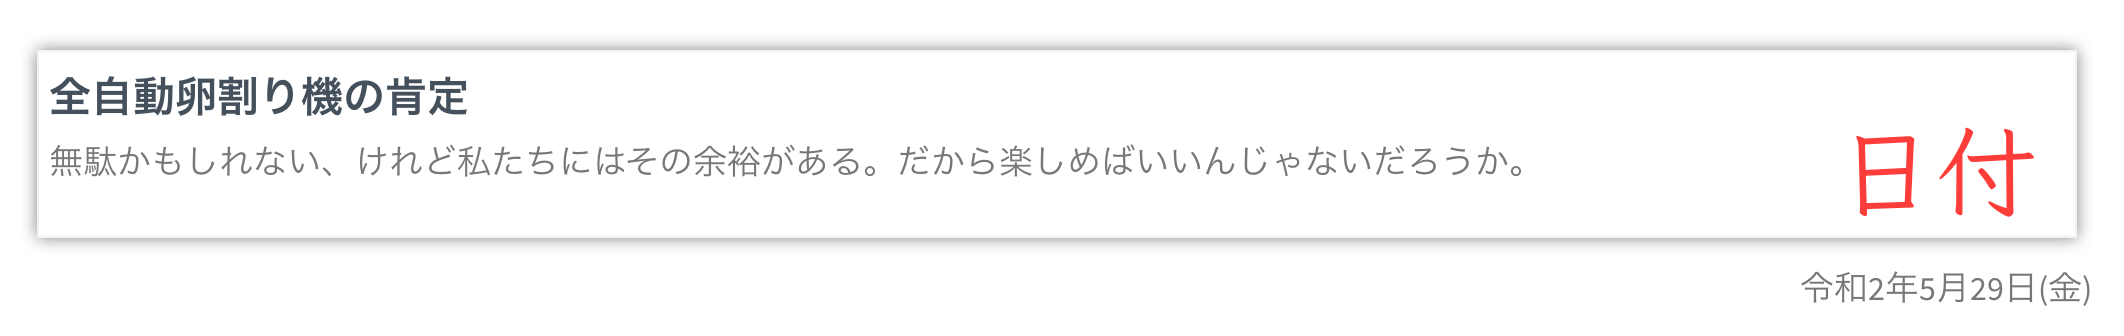 全自動卵割り機の肯定
無駄かもしれない、けれど私たちにはその余裕がある。だから楽しめばいいんじゃないだろうか。
日付
令和2年5月29日(金)